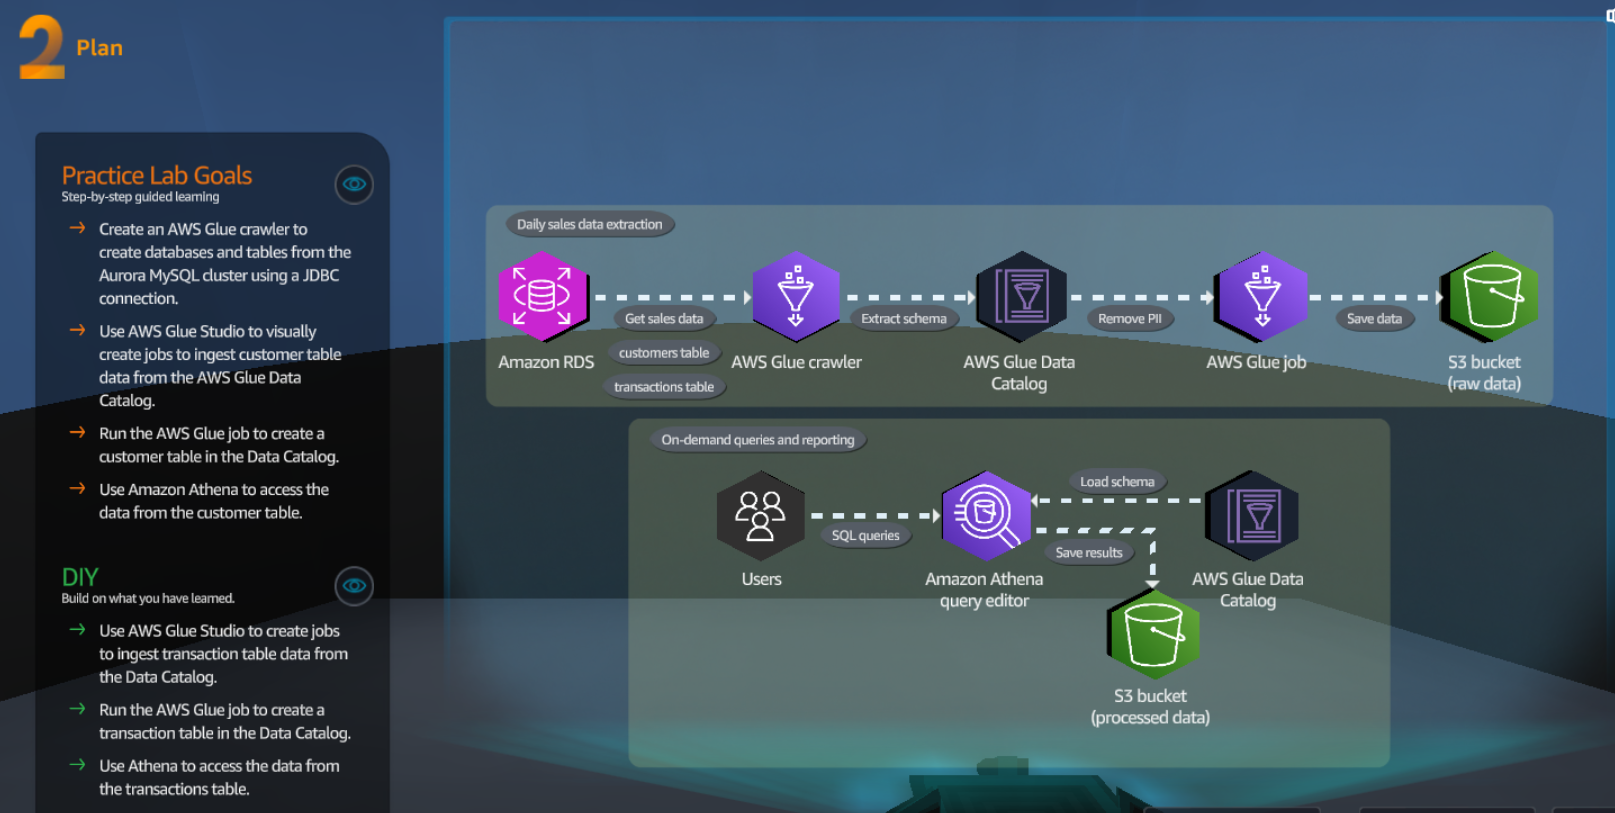 2
Plan
Practice Lab Goals
Step-by-step guided learning
Create an AWS Glue crawler to
create databases and tables from the
Aurora MySQL cluster using a JDBC
connection.
Use AWS Glue Studio to visually
create jobs to ingest customer table
data from the AWS Glue Data
Catalog.
Run the AWS Glue job to create a
customer table in the Data Catalog.
Use Amazon Athena to access the
data from the customer table.
DIY
Build on what you have learned.
Use AWS Glue Studio to create jobs
to ingest transaction table data from
the Data Catalog.
Run the AWS Glue job to create a
transaction table in the Data Catalog.
Use Athena to access the data from
the transactions table.
Daily sales data extraction
Amazon RDS
Get sales data
customers table
transactions table
AWS Glue crawler
Extract schema
AWS Glue Data
Catalog
Remove PII
AWS Glue job
Save data
S3 bucket
(raw data)
On-demand queries and reporting
Users
SQL queries
Amazon Athena
query editor
Load schema
Save results
AWS Glue Data
Catalog
S3 bucket
(processed data)